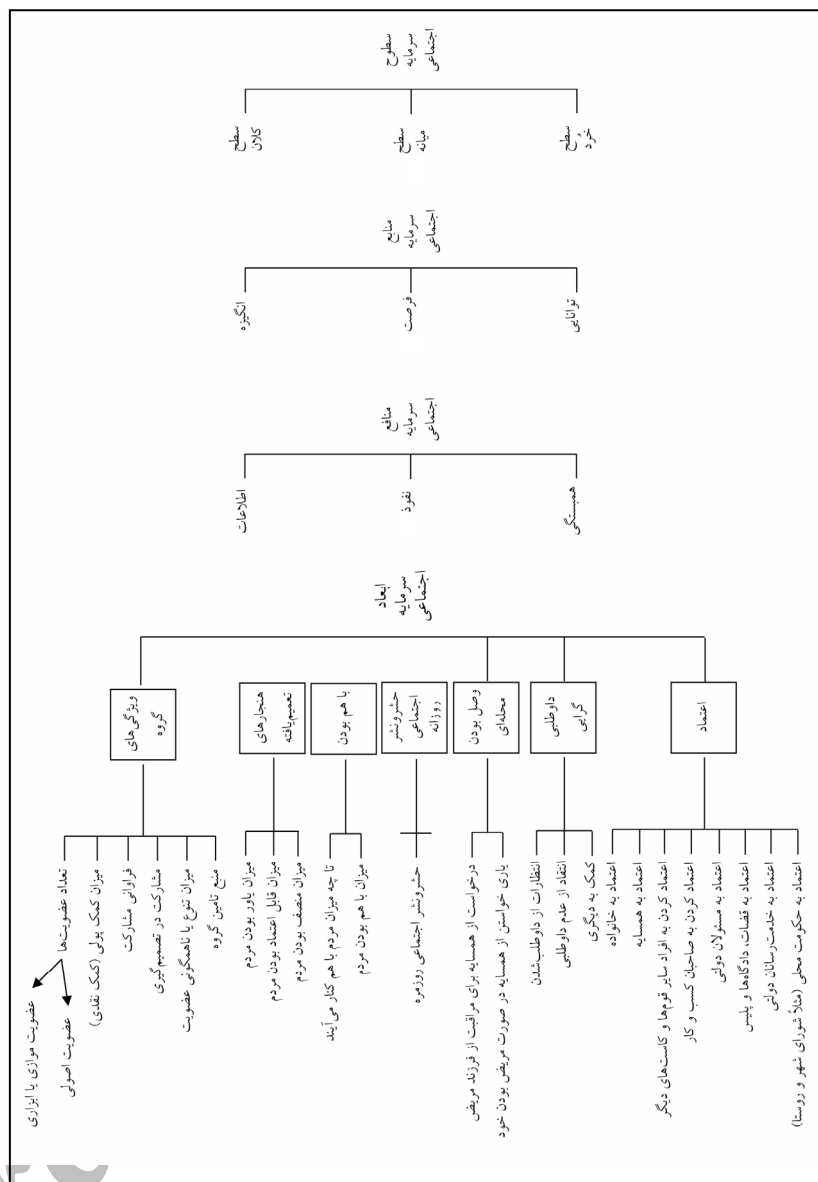 سطوح
سرمایه
اجتماعی
سطح
خُرد
سطح
میانه
سطح
کلان
منابع
سرمایه
اجتماعی
توانایی
فرصت
انگیزه
منافع
سرمایه
اجتماعی
همبستگی
نفوذ
اطلاعات
ابعاد
سرمایه
اجتماعی
اعتماد
اعتماد به حکومت محلی (مثلاً شورای شهر و روستا)
اعتماد به خدمت‌رسانان دولتی
اعتماد به قضات، دادگاه‌ها و پلیس
اعتماد به مسئولان دولتی
اعتماد کردن به صاحبان کسب و کار
اعتماد کردن به افراد سایر قوم‌ها و کاست‌های دیگر
اعتماد به همسایه
اعتماد به خانواده
داوطلبی
گرایی
کمک به دیگری
انتقاد از عدم داوطلبی
انتظارات از داوطلب‌شدن
وصل بودن
محله‌ای
یاری خواستن از همسایه در صورت مریض بودن خود
درخواست از همسایه برای مراقبت از فرزند مریض
حشرونشر
اجتماعی
روزانه
حشرونشر اجتماعی روزمره
با هم بودن
میزان با هم بودن مردم
تا چه میزان مردم با هم کنار می‌آیند
هنجارهای
تعمیم‌یافته
میزان منصف بودن مردم
میزان قابل اعتماد بودن مردم
میزان یاور بودن مردم
ویژگی‌های
گروه
منبع تامین گروه
میزان تنوع یا ناهمگونی عضویت
مشارکت در تصمیم‌گیری
فراوانی مشارکت
میزان کمک پولی (کمک نقدی)
تعداد عضویت‌ها
عضویت اصولی
عضویت موازی یا ابزاری